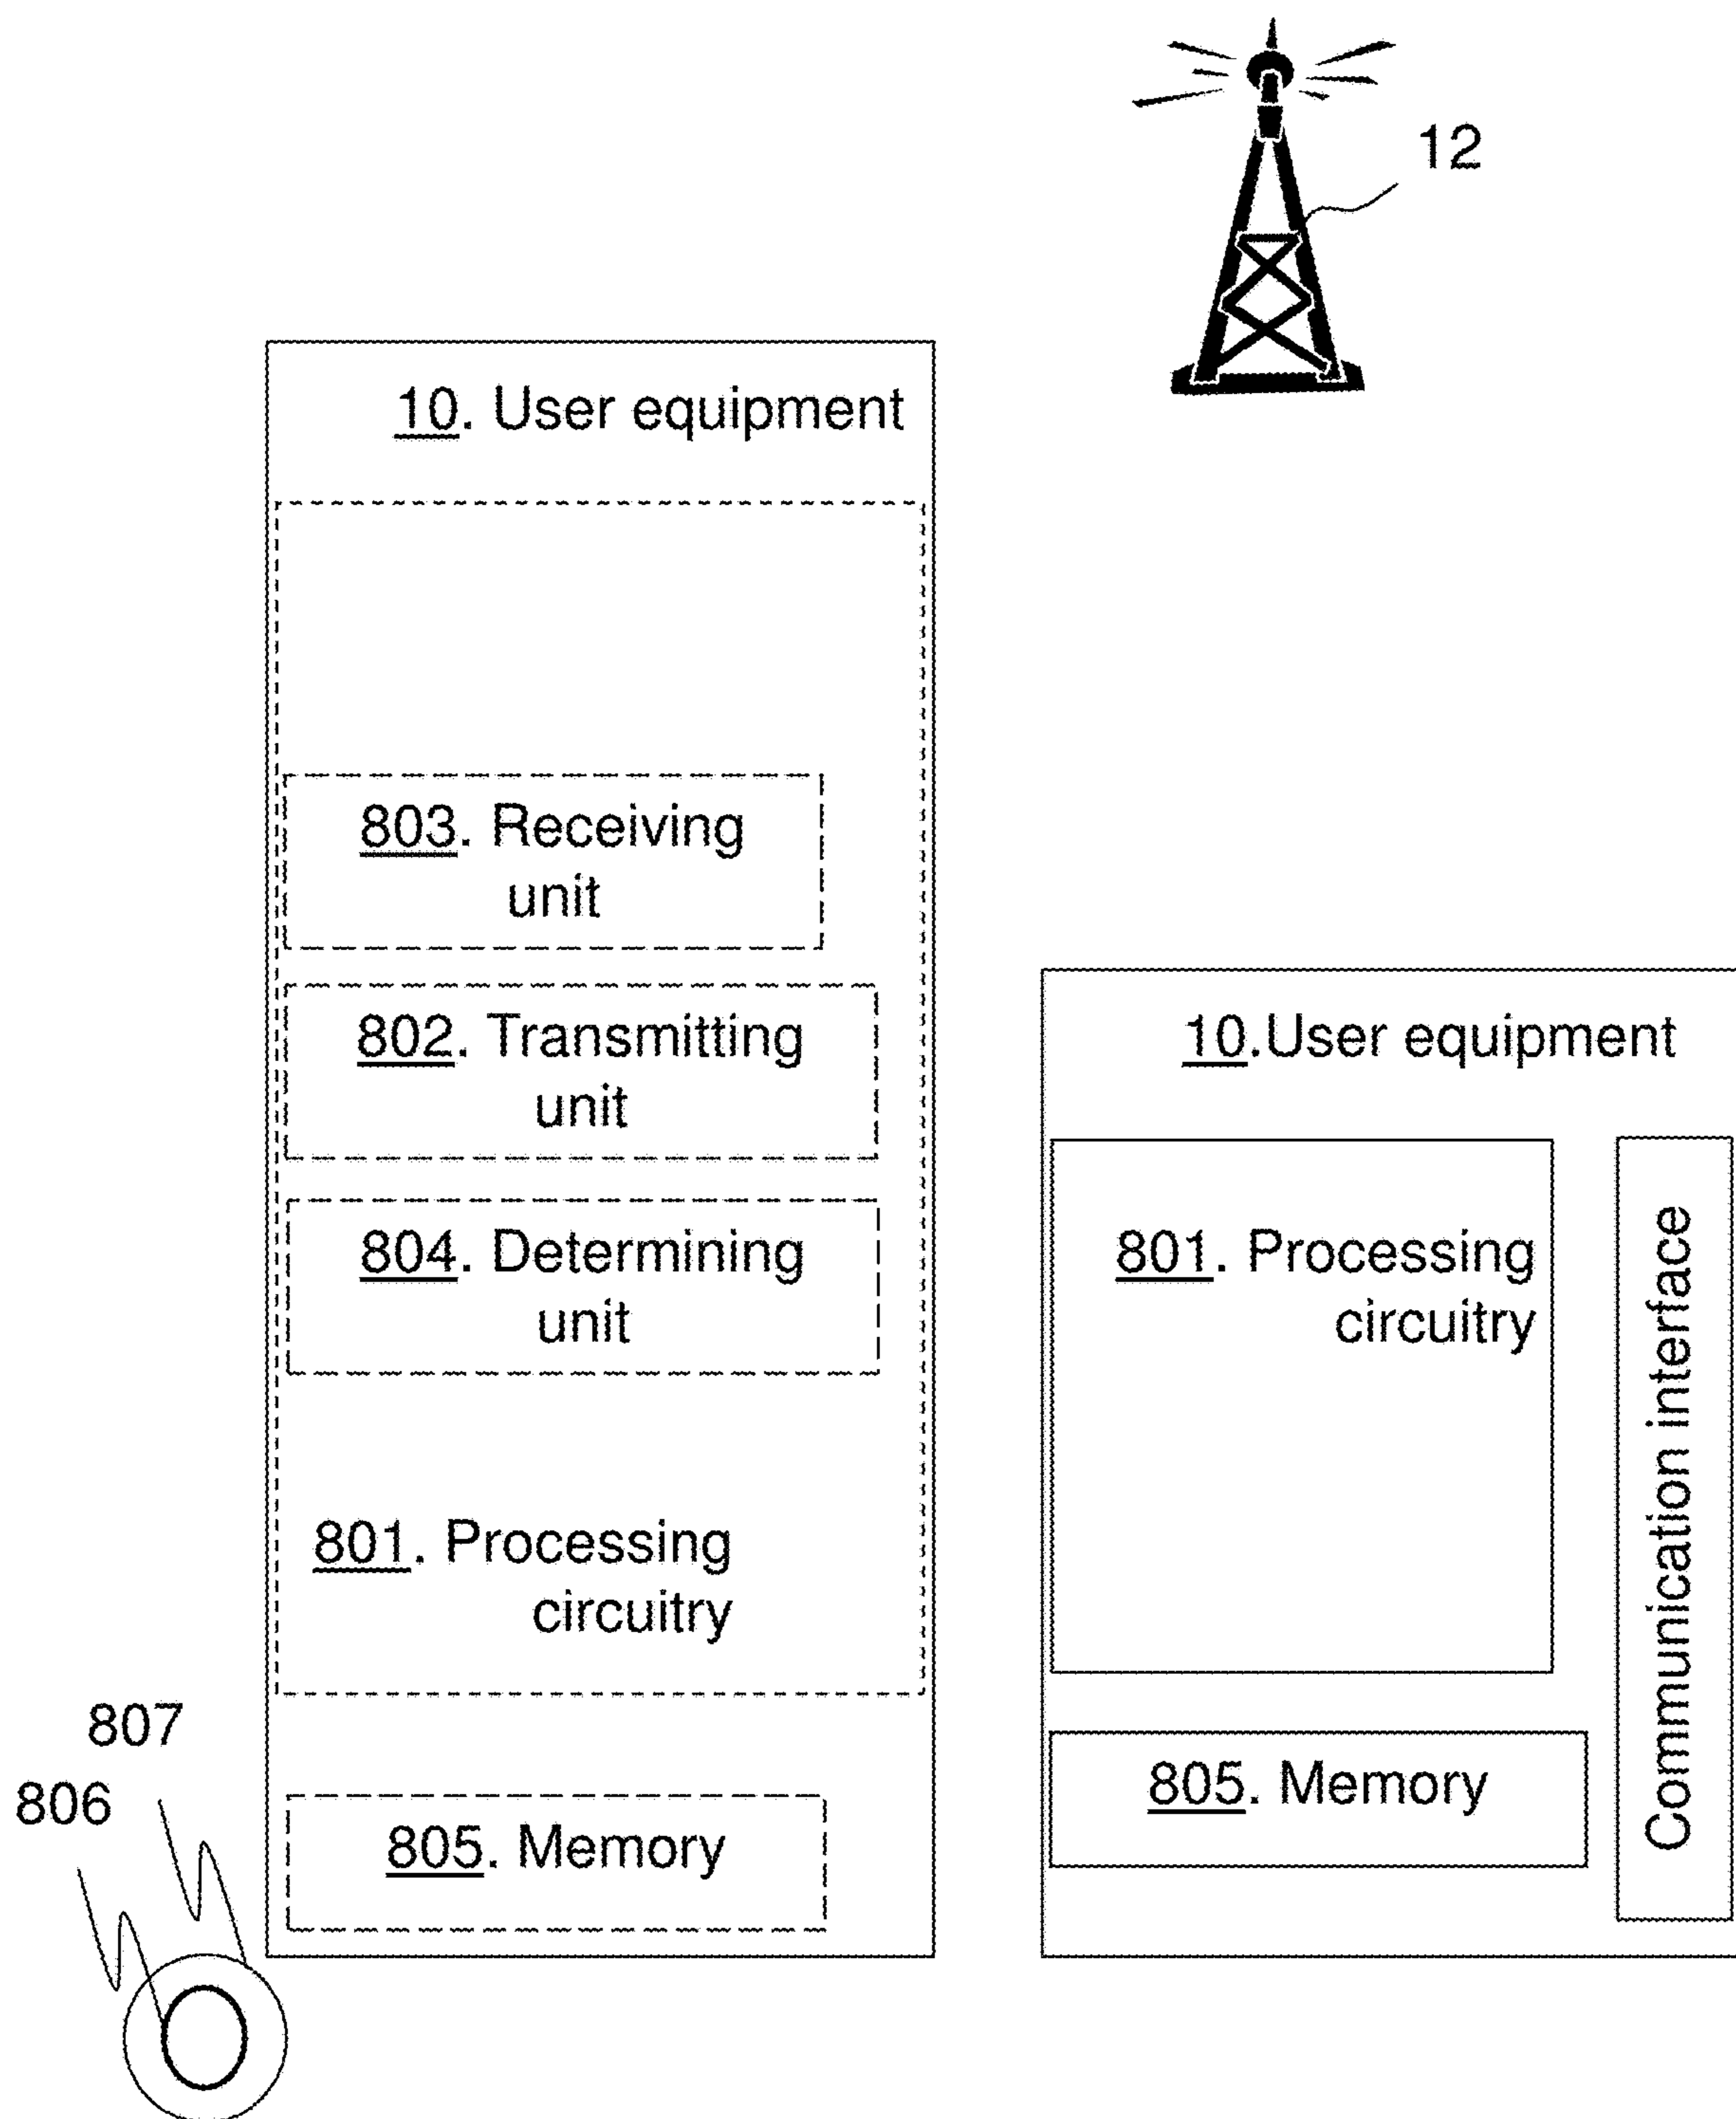 12
10. User equipment
803. Receiving
unit
802. Transmitting
unit
804. Determining
unit
801. Processing
circuitry
805. Memory
807
806
10.User equipment
801. Processing
circuitry
805. Memory
Communication interface